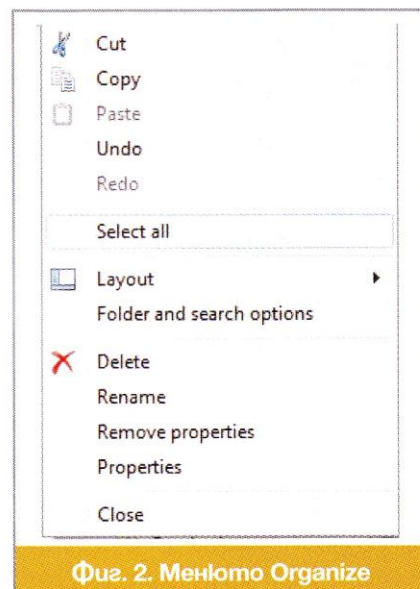 Cut
Copy
Paste
Undo
Redo
Select all
Layout
Folder and search options
Delete
Rename
Remove properties
Properties
Close
Фиг. 2. Менюто Organize